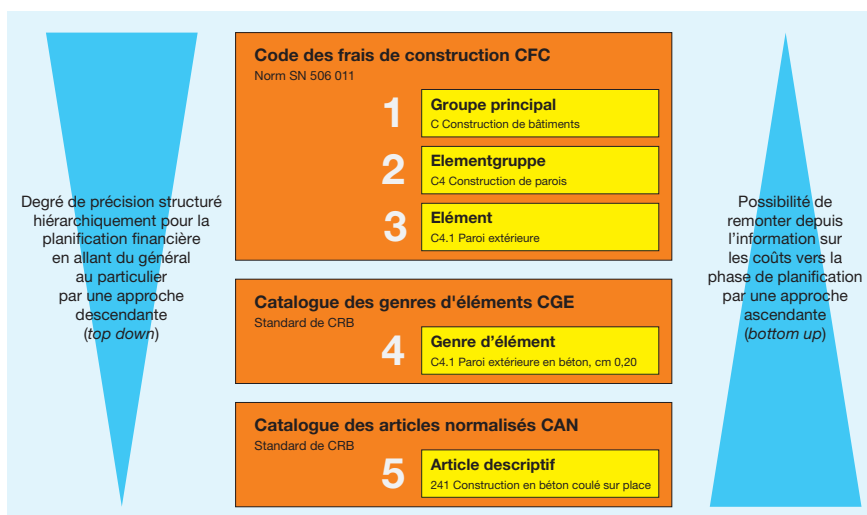 Degré de précision structuré
hiérarchiquement pour la
planification financière
en allant du général
au particulier
par une approche
descendante
(top down)
Code des frais de construction CFC
Norm SN 506 011
1
Groupe principal
C Construction de bâtiments
2
Elementgruppe
C4 Construction de parois
3
Elément
C4.1 Paroi extérieure
Catalogue des genres d'éléments CGE
Standard de CRB
4
Genre d’élément
C4.1 Paroi extérieure en béton, cm 0,20
Catalogue des articles normalisés CAN
Standard de CRB
5
Article descriptif
241 Construction en béton coulé sur place
Possibilité de
remonter depuis
l’information sur
les coûts vers la
phase de planification
par une approche
ascendante
(bottom up)